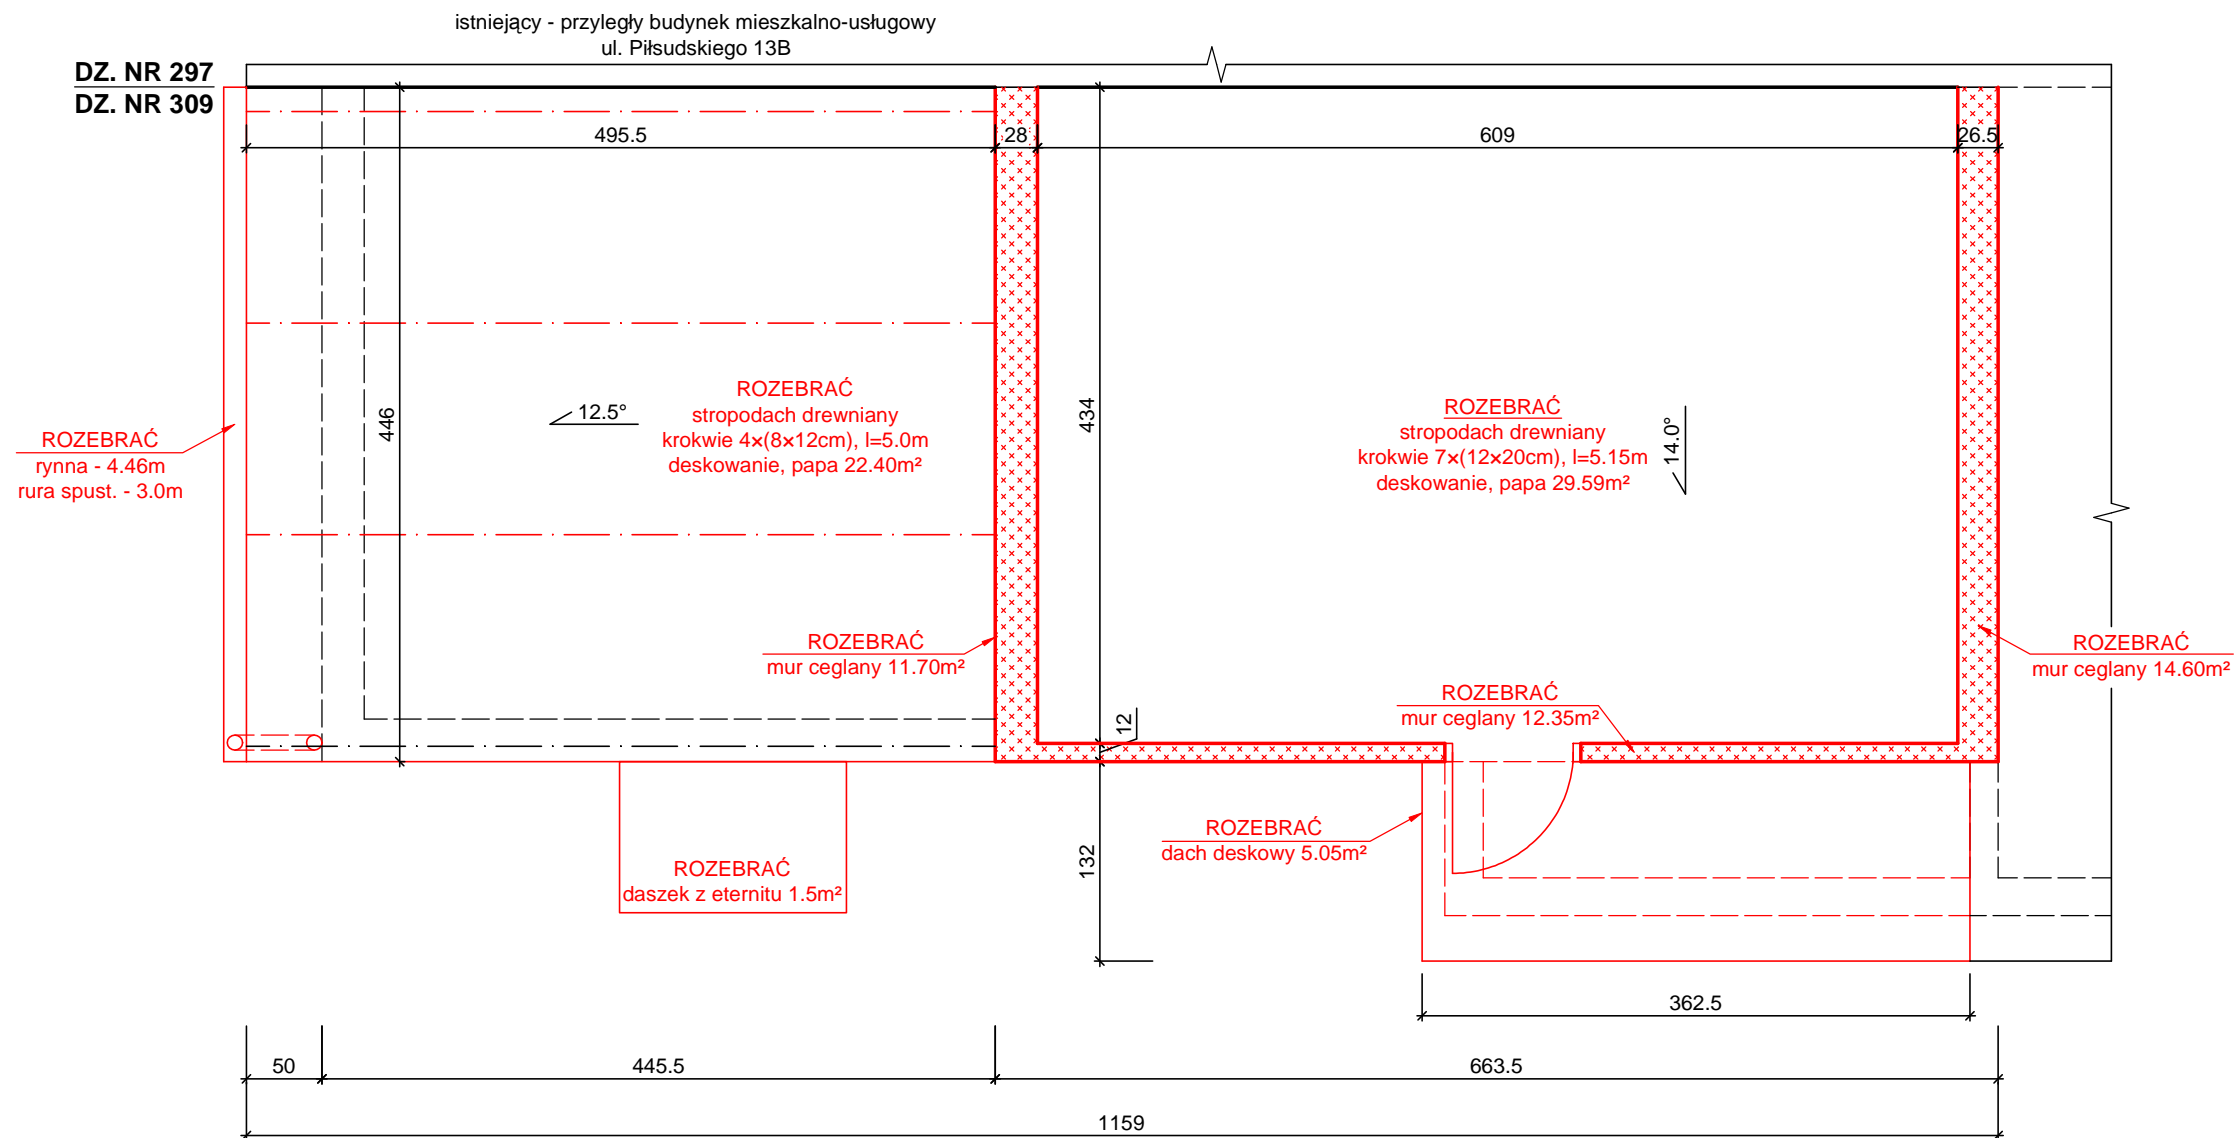 istniejący - przyległy budynek mieszkalno-usługowy
ul. Piłsudskiego 13B
DZ. NR 297
DZ. NR 309
495.5
28
609
26.5
446
434
12.5°
ROZEBRAĆ
stropodach drewniany
krokwie 4×(8×12cm), l=5.0m
deskowanie, papa 22.40m²
ROZEBRAĆ
stropodach drewniany
krokwie 7×(12×20cm), l=5.15m
deskowanie, papa 29.59m²
14.0°
ROZEBRAĆ
rynna - 4.46m
rura spust. - 3.0m
ROZEBRAĆ
mur ceglany 11.70m²
ROZEBRAĆ
mur ceglany 14.60m²
ROZEBRAĆ
mur ceglany 12.35m²
12
ROZEBRAĆ
dach deskowy 5.05m²
132
ROZEBRAĆ
daszek z eternitu 1.5m²
362.5
50
445.5
663.5
1159